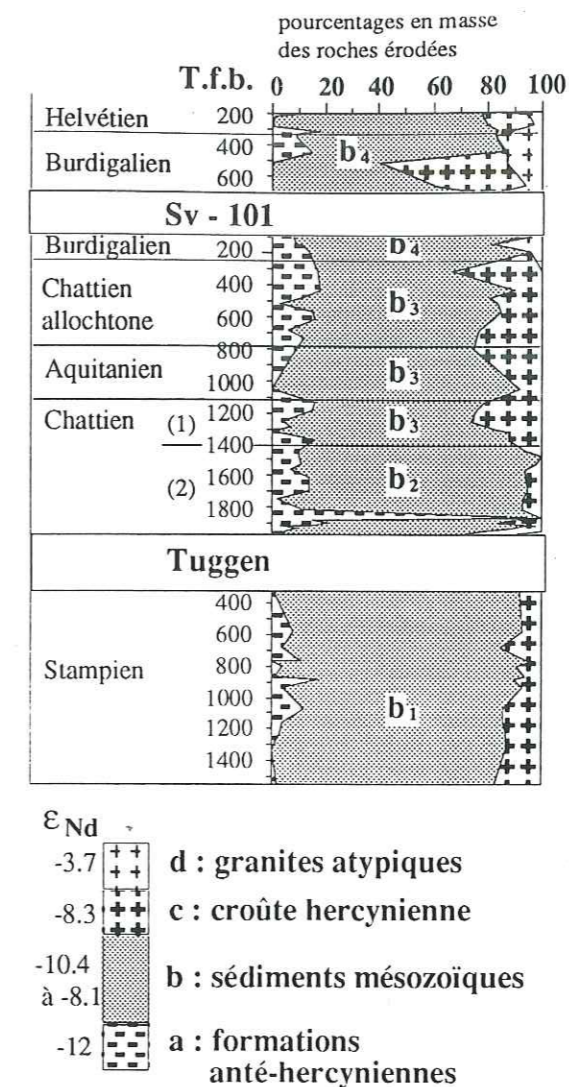 pourcentages en masse
des roches érodées
T.f.b. 0 20 40 60 80 100
Helvétien 200
b4
400
Burdigalien
600
Sv - 101
Burdigalien 200 b4
Chattien 400 b3
allochtone 600
800
Aquitanien b3
1000
Chattien (1) 1200 b3
1400
(2) 1600 b2
1800
Tuggen
400
600
Stampien 800
1000 b1
1200
1400
εNd
-3.7 d : granites atypiques
-8.3 c : croûte hercynienne
-10.4
à -8.1 b : sédiments mésozoïques
-12 a : formations
anté-hercyniennes